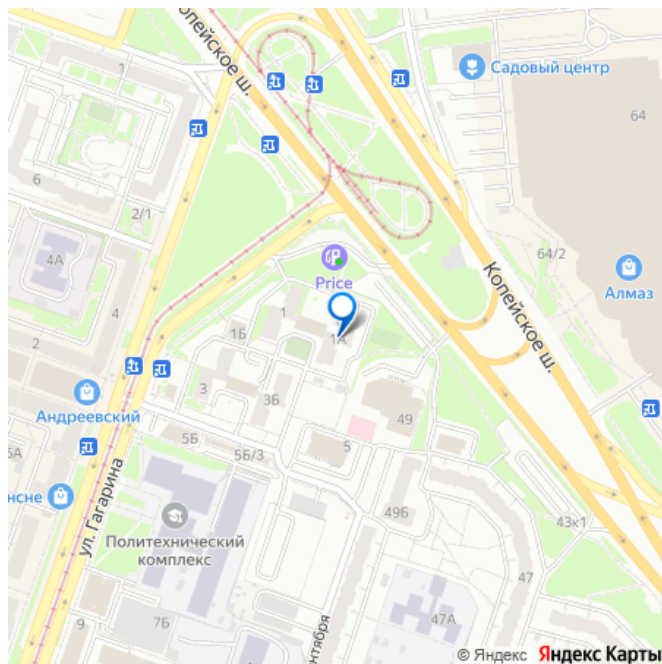 Копейское ш.
1
Садовый центр
64
6
2/1
4А
4
64/2
Алмаз
Price
Копейское ш.
1
1Б
1А
2
3
3Б
Андреевский
49
5Б
5
5Б/3
6А
нсне
ул. Гагарина
Политехнический
комплекс
49Б
43к1
47
9
7Б
47А
нтября
© Яндекс Яндекс Карты